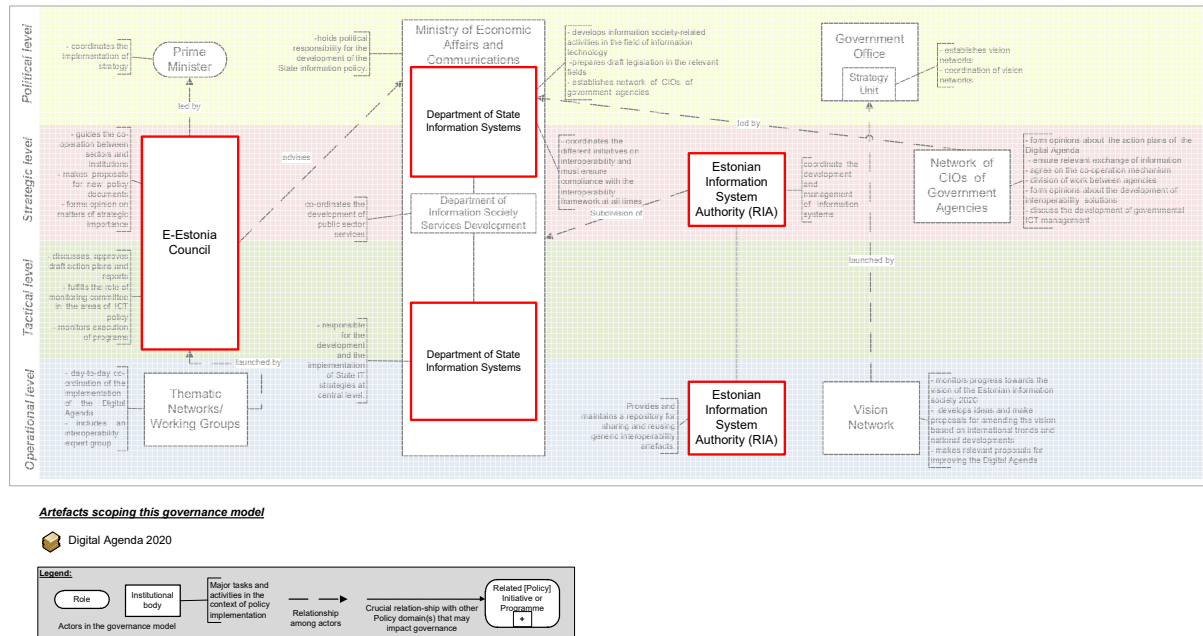 Political level
- coordinates the
implementation of
strategy
Prime
Minister
led by
-holds political
responsibility for the
development of the
State information policy.
Ministry of Economic
Affairs and
Communications
Department of State
Information Systems
- develops information society-related
activities in the field of information
technology
-prepares draft legislation in the relevant
fields
- establishes network of CIOs of
government agencies
Government
Office
Strategy
Unit
- establishes vision
networks
- coordination of vision
networks
led by
Strategic level
- guides the co-
operation between
sectors and
institutions
- makes proposals
for new policy
documents
- forms opinion on
matters of strategic
importance
E-Estonia
Council
advises
- coordinates the
different initiatives on
interoperability and
must ensure
compliance with the
interoperability
framework at all times
co-ordinates the
development of
public sector
services
Department of
Information Society
Services Development
Subdivision of
Estonian
Information
System
Authority (RIA)
coordinate the
development
and
management
of information
systems
Network of
CIOs of
Government
Agencies
- form opinions about the action plans of the
Digital Agenda
- ensure relevant exchange of information
- agree on the co-operation mechanism
- division of work between agencies
- form opinions about the development of
interoperability solutions
- discuss the development of governmental
ICT management
Tactical level
- discusses, approves
draft action plans and
reports
- fulfils the role of
monitoring committee
in the areas of ICT
policy
- monitors execution
of programs
launched by
launched by
- responsible
for the
development
and the
implementation
of State IT
strategies at
central level.
Department of State
Information Systems
Operational level
- day-to-day co-
ordination of the
implementation
of the Digital
Agenda
- includes an
interoperability
expert group
Thematic
Networks/
Working Groups
Provides and
maintains a repository for
sharing and reusing
generic interoperability
artefacts.
Estonian
Information
System
Authority (RIA)
Vision
Network
- monitors progress towards the
vision of the Estonian information
society 2020
- develops ideas and make
proposals for amending the vision
based on international trends and
national developments
- makes relevant proposals for
improving the Digital Agenda
Artefacts scoping this governance model
Digital Agenda 2020
Legend:
Role
Institutional
body
Actors in the governance model
Major tasks and
activities in the
context of policy
implementation
Relationship
among actors
Crucial relation-ship with other
Policy domain(s) that may
impact governance
Related [Policy]
Initiative or
Programme
+